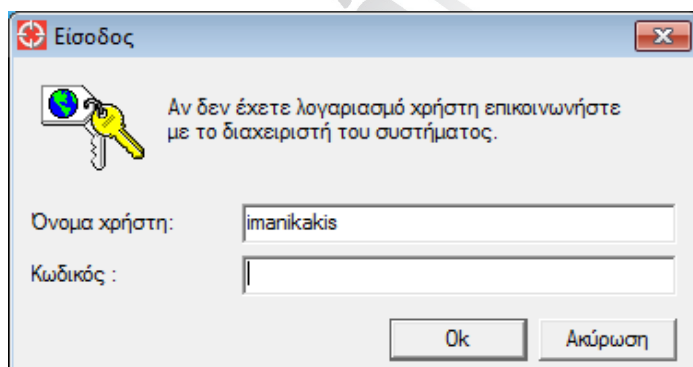 Είσοδος
Αν δεν έχετε λογαριασμό χρήστη επικοινωνήστε
με το διαχειριστή του συστήματος.
Όνομα χρήστη: imanikakis
Κωδικός :
Ok Ακύρωση